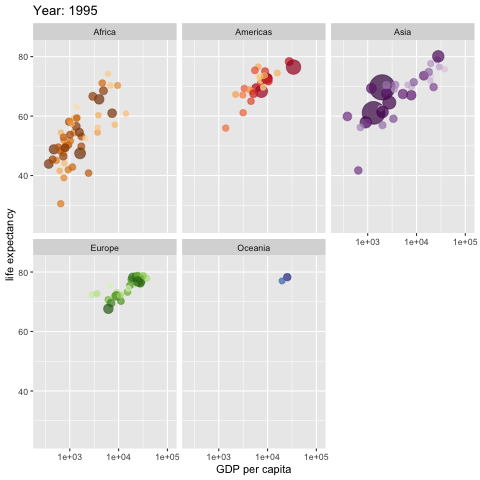 Year: 1995
Africa
Americas
Asia
80
60
40
1e+03 1e+04 1e+05
life expectancy
Europe
Oceania
80
60
40
1e+03 1e+04 1e+05
1e+03 1e+04 1e+05
GDP per capita